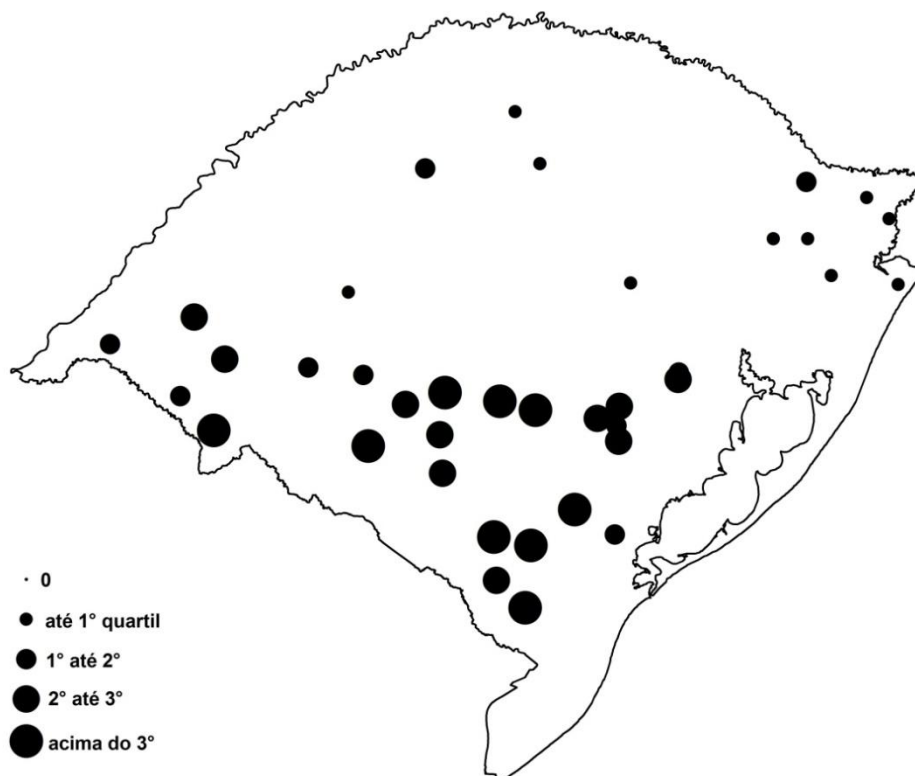 0
até 1° quartil
1° até 2°
2° até 3°
acima do 3°